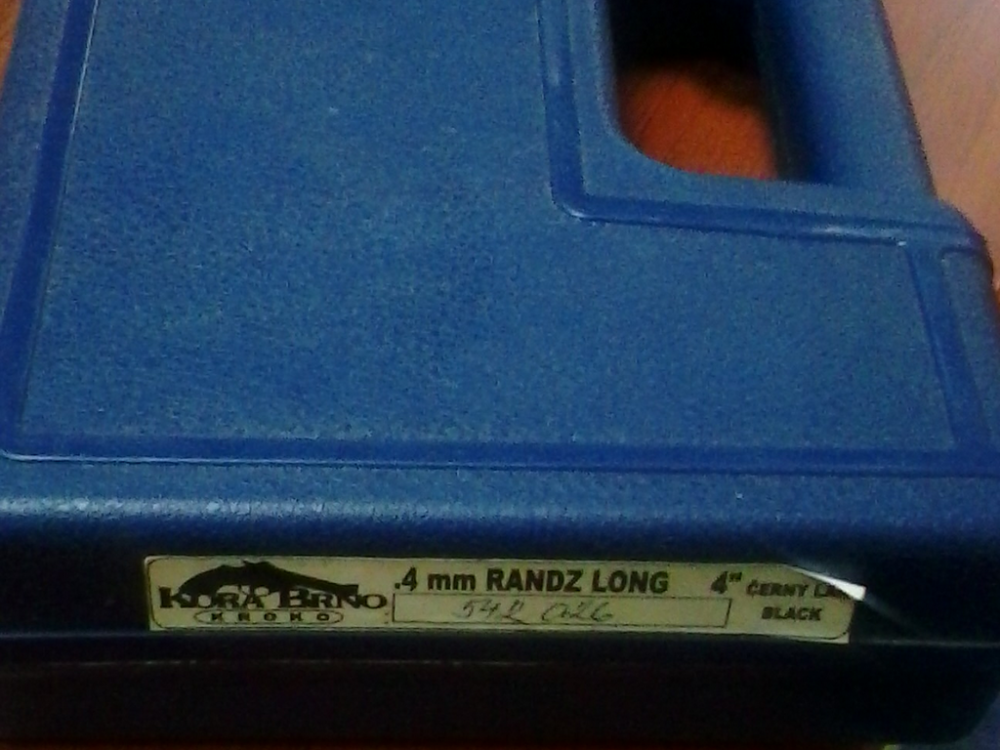 KORA BRNO
KROKO
.4 mm RANDZ LONG
542 026
4"
ČERNY
BLACK